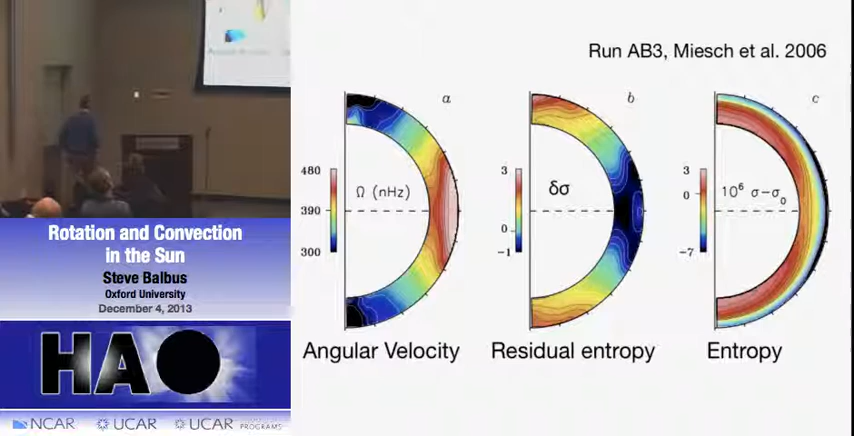 Run AB3, Miesch et al. 2006
a
b
c
480
390
300
Ω (nHz)
3
0
−1
δσ
3
0
−7
10⁶ σ−σ₀
Angular Velocity
Residual entropy
Entropy
Rotation and Convection
in the Sun
Steve Balbus
Oxford University
December 4, 2013
HAO
NCAR
UCAR
UCAR PROGRAMS